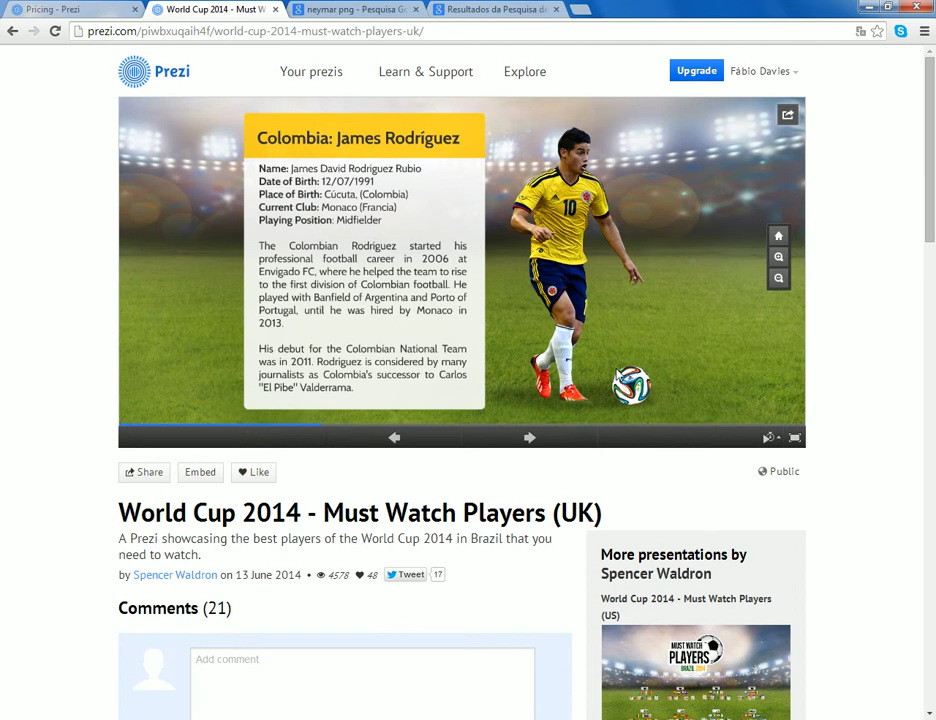 Pricing - Prezi
World Cup 2014 - Must W
neymar png - Pesquisa Go
Resultados da Pesquisa da
prezi.com/piwbxuqaih4f/world-cup-2014-must-watch-players-uk/
Prezi
Your prezis
Learn & Support
Explore
Upgrade
Fábio Davies
Colombia: James Rodríguez
Name: James David Rodriguez Rubio
Date of Birth: 12/07/1991
Place of Birth: Cúcuta, (Colombia)
Current Club: Monaco (Francia)
Playing Position: Midfielder
The Colombian Rodriguez started his
professional football career in 2006 at
Envigado FC, where he helped the team to rise
to the first division of Colombian football. He
played with Banfield of Argentina and Porto of
Portugal, until he was hired by Monaco in
2013.
His debut for the Colombian National Team
was in 2011. Rodriguez is considered by many
journalists as Colombia's successor to Carlos
"El Pibe" Valderrama.
10
Share
Embed
Like
Public
World Cup 2014 - Must Watch Players (UK)
A Prezi showcasing the best players of the World Cup 2014 in Brazil that you
need to watch.
by Spencer Waldron on 13 June 2014 • 4578 48 Tweet 17
Comments (21)
Add comment
More presentations by
Spencer Waldron
World Cup 2014 - Must Watch Players
(US)
MUST WATCH
PLAYERS
BRAZIL 2014